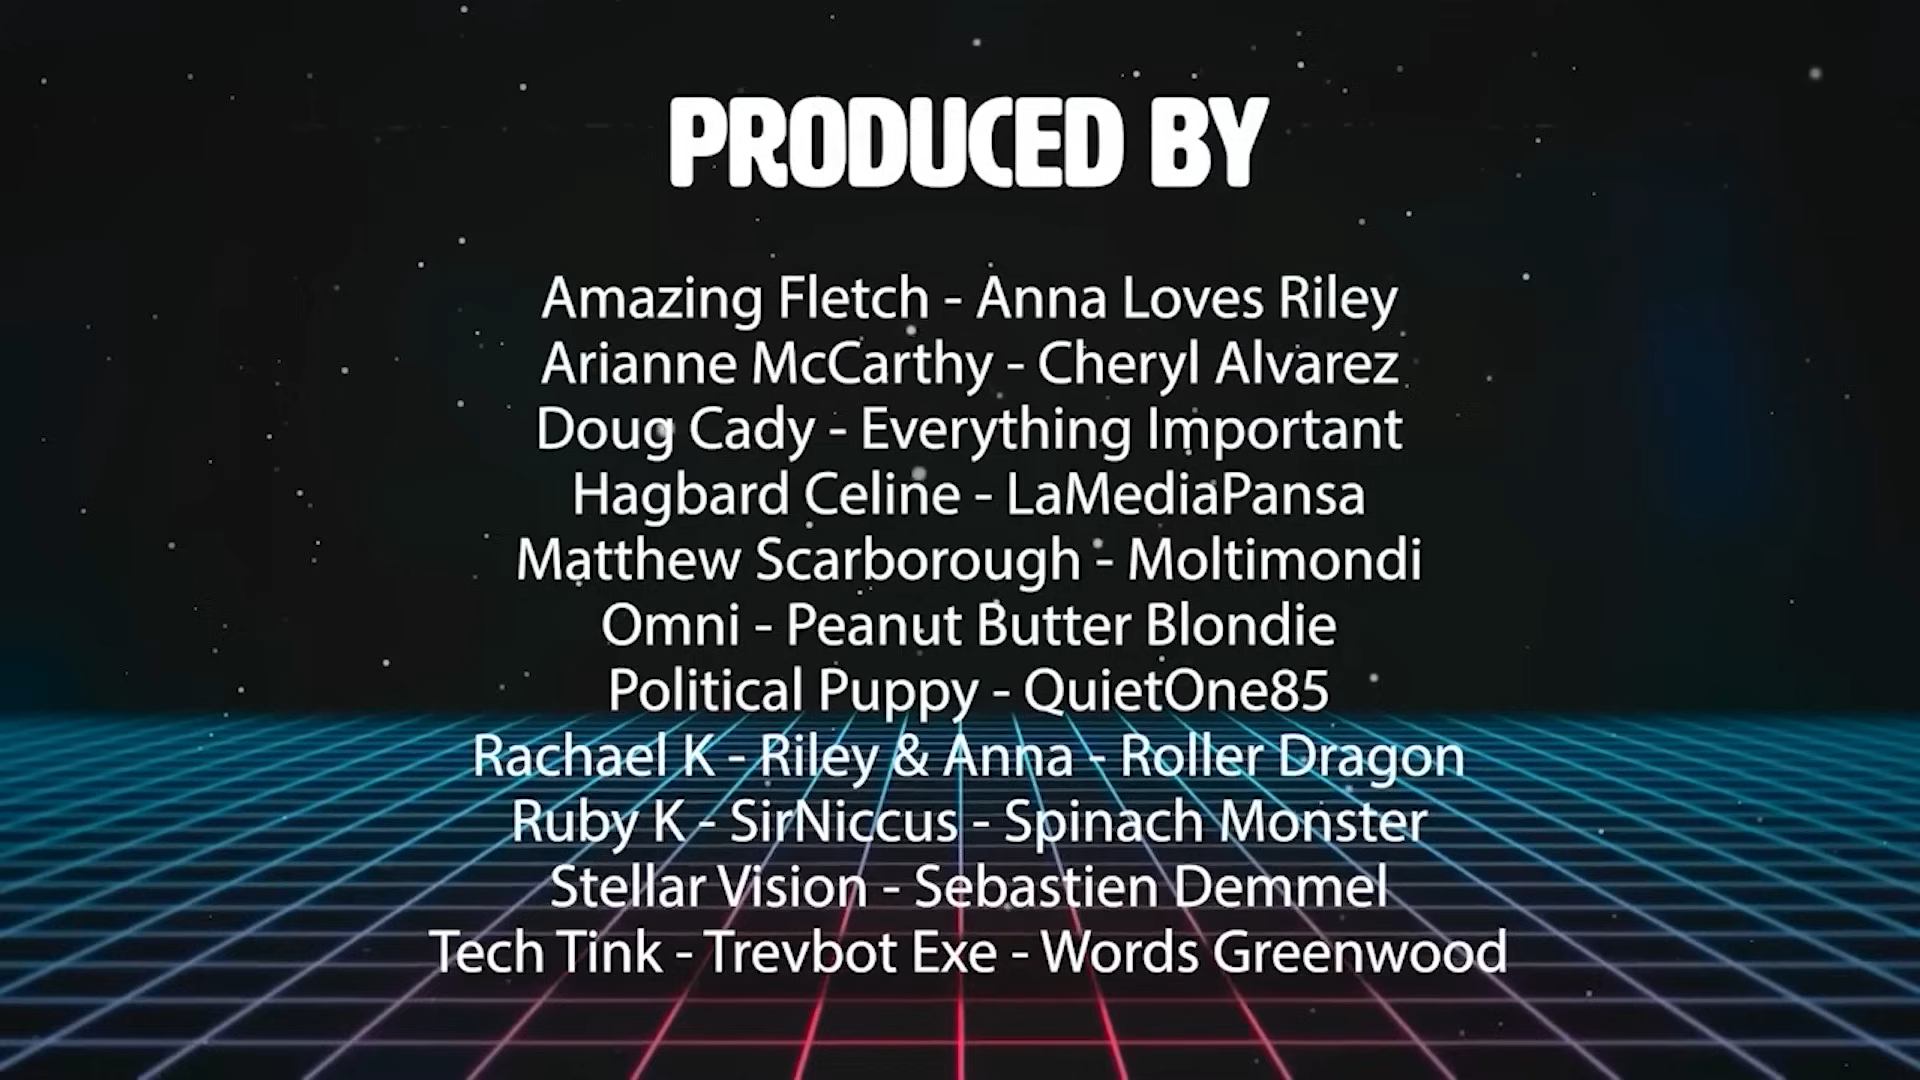 PRODUCED BY
Amazing Fletch - Anna Loves Riley
Arianne McCarthy - Cheryl Alvarez
Doug Cady - Everything Important
Hagbard Celine - LaMediaPansa
Matthew Scarborough - Moltimondi
Omni - Peanut Butter Blondie
Political Puppy - QuietOne85
Rachael K - Riley & Anna - Roller Dragon
Ruby K - SirNiccus - Spinach Monster
Stellar Vision - Sebastien Demmel
Tech Tink - Trevbot Exe - Words Greenwood